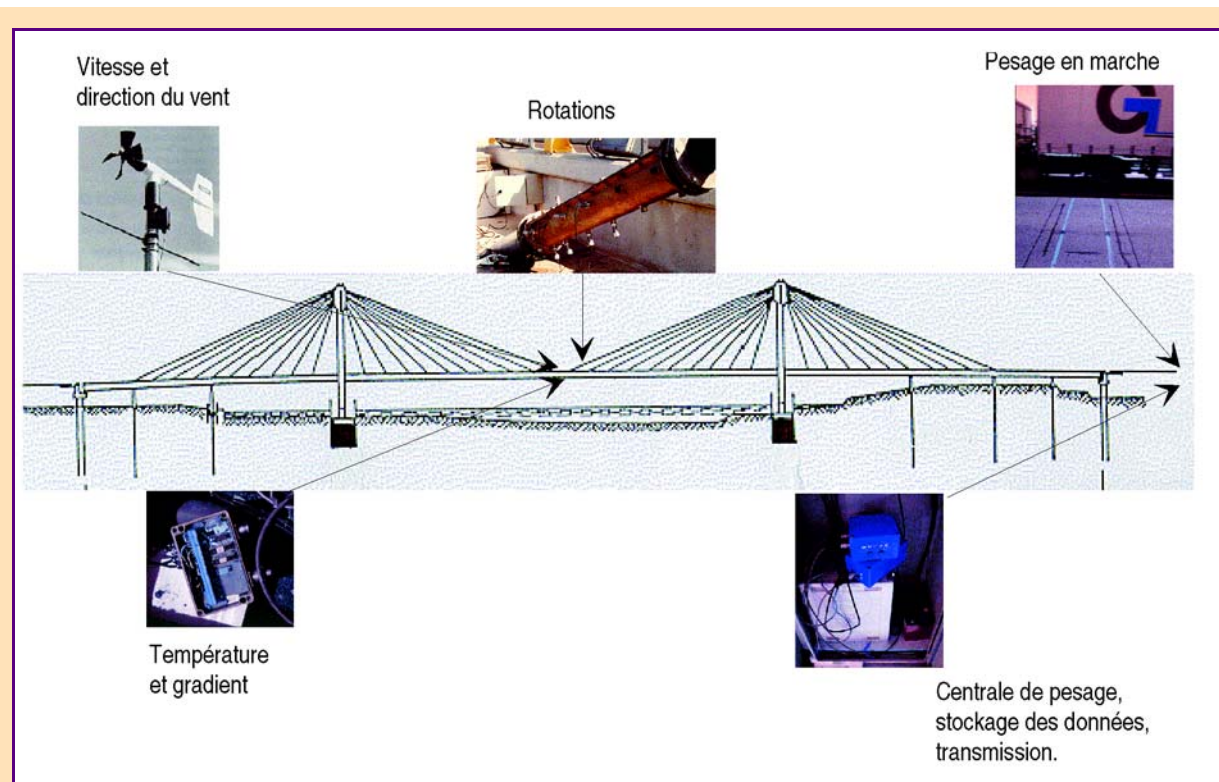 Vitesse et
direction du vent
Rotations
Pesage en marche
G
Température
et gradient
Centrale de pesage,
stockage des données,
transmission.